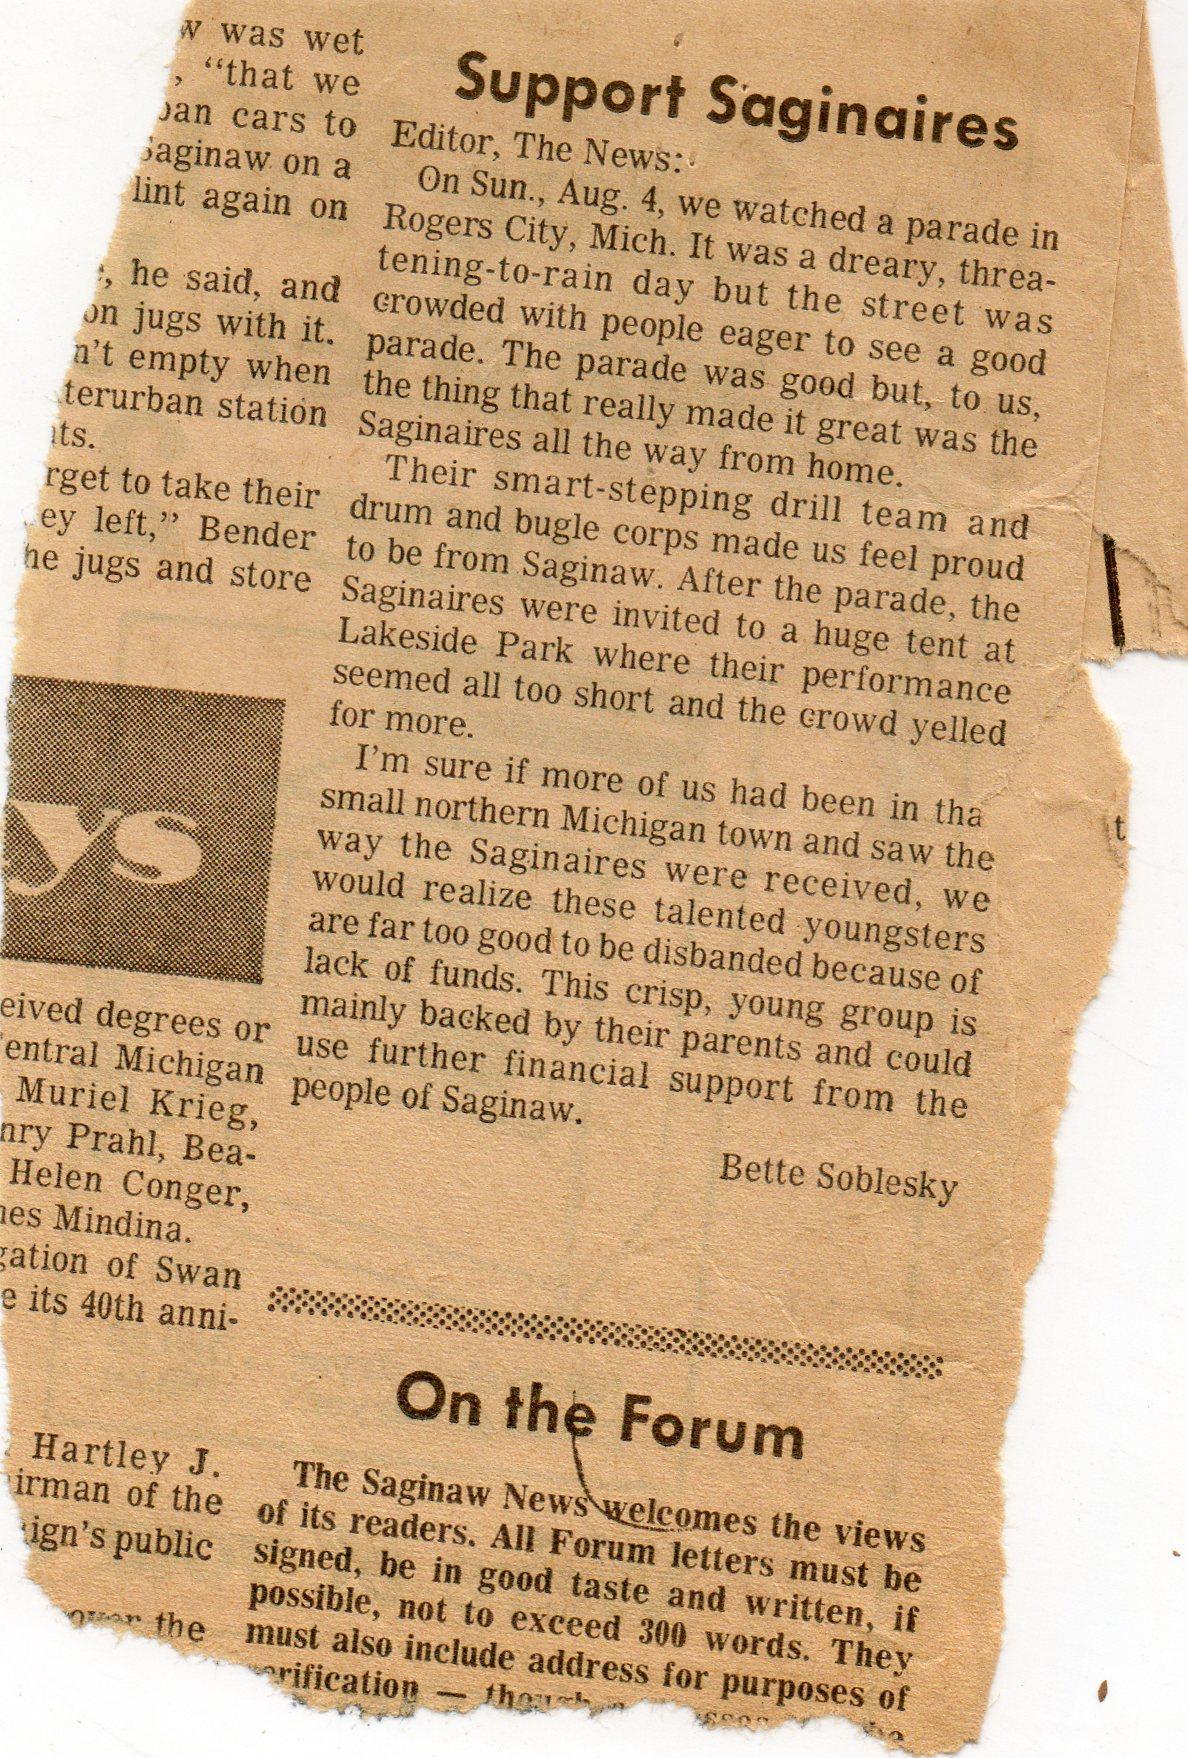 w was wet
, “that we
ban cars to
Saginaw on a
lint again on
, he said, and
on jugs with it.
n’t empty when
terurban station
nts.
rget to take their
ey left,” Bender
he jugs and store
ys
eived degrees or
entral Michigan
Muriel Krieg,
nry Prahl, Bea-
Helen Conger,
nes Mindina.
gation of Swan
e its 40th anni-
Hartley J.
irman of the
ign’s public
over the
Support Saginaires
Editor, The News:
On Sun., Aug. 4, we watched a parade in
Rogers City, Mich. It was a dreary, threa-
tening-to-rain day but the street was
crowded with people eager to see a good
parade. The parade was good but, to us,
the thing that really made it great was the
Saginaires all the way from home.
Their smart-stepping drill team and
drum and bugle corps made us feel proud
to be from Saginaw. After the parade, the
Saginaires were invited to a huge tent at
Lakeside Park where their performance
seemed all too short and the crowd yelled
for more.
I’m sure if more of us had been in tha
small northern Michigan town and saw the
way the Saginaires were received, we
would realize these talented youngsters
are far too good to be disbanded because of
lack of funds. This crisp, young group is
mainly backed by their parents and could
use further financial support from the
people of Saginaw.
Bette Soblesky
t
On the Forum
The Saginaw News welcomes the views
of its readers. All Forum letters must be
signed, be in good taste and written, if
possible, not to exceed 300 words. They
must also include address for purposes of
erification — though